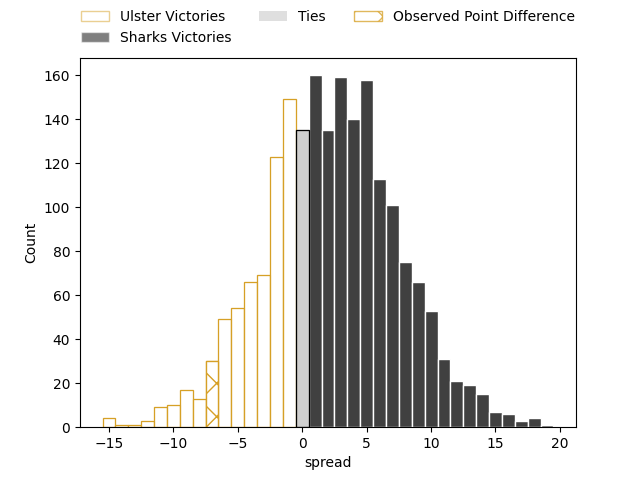 Ulster Victories
Ties
Observed Point Difference
Sharks Victories
160
140
120
100
80
60
40
20
0
Count
−15
−10
−5
0
5
10
15
20
spread